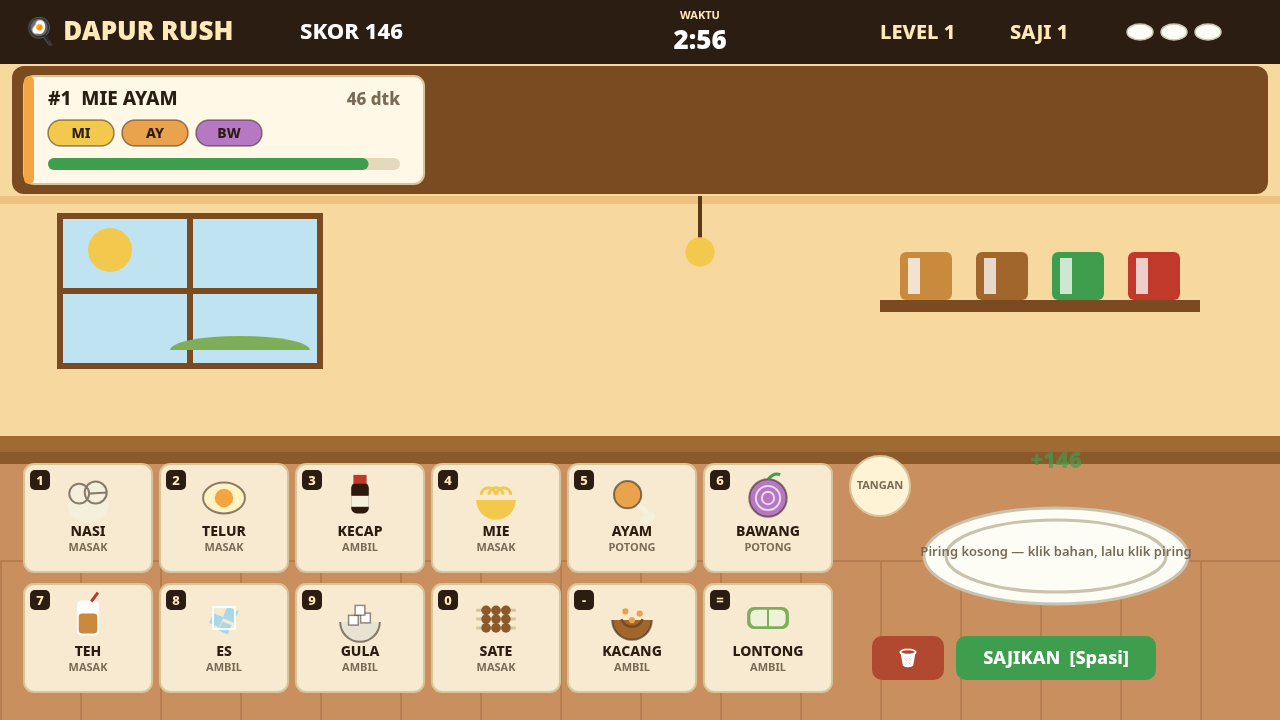 DAPUR RUSH
SKOR 146
WAKTU
2:56
LEVEL 1
SAJI 1
#1 MIE AYAM
46 dtk
MI
AY
BW
+146
1
NASI
MASAK
2
TELUR
MASAK
3
KECAP
AMBIL
4
MIE
MASAK
5
AYAM
POTONG
6
BAWANG
POTONG
TANGAN
Piring kosong — klik bahan, lalu klik piring
7
TEH
MASAK
8
ES
AMBIL
9
GULA
AMBIL
0
SATE
MASAK
-
KACANG
AMBIL
=
LONTONG
AMBIL
SAJIKAN [Spasi]